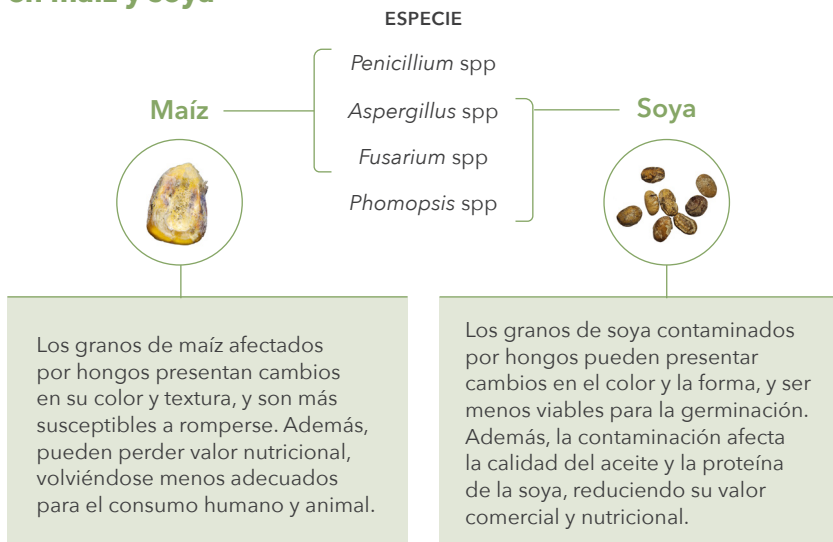 en maíz y soya
ESPECIE
Penicillium spp
Aspergillus spp
Fusarium spp
Phomopsis spp
Maíz
Soya
Los granos de maíz afectados
por hongos presentan cambios
en su color y textura, y son más
susceptibles a romperse. Además,
pueden perder valor nutricional,
volviéndose menos adecuados
para el consumo humano y animal.
Los granos de soya contaminados
por hongos pueden presentar
cambios en el color y la forma, y ser
menos viables para la germinación.
Además, la contaminación afecta
la calidad del aceite y la proteína
de la soya, reduciendo su valor
comercial y nutricional.